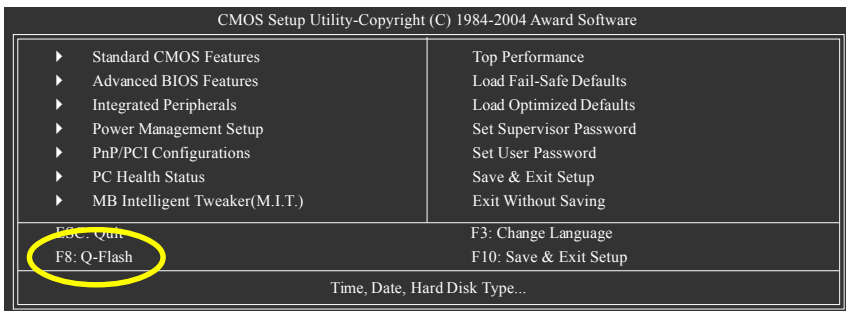 CMOS Setup Utility-Copyright (C) 1984-2004 Award Software
Standard CMOS Features
Advanced BIOS Features
Integrated Peripherals
Power Management Setup
PnP/PCI Configurations
PC Health Status
MB Intelligent Tweaker(M.I.T.)
Top Performance
Load Fail-Safe Defaults
Load Optimized Defaults
Set Supervisor Password
Set User Password
Save & Exit Setup
Exit Without Saving
ESC: Quit
F8: Q-Flash
F3: Change Language
F10: Save & Exit Setup
Time, Date, Hard Disk Type...